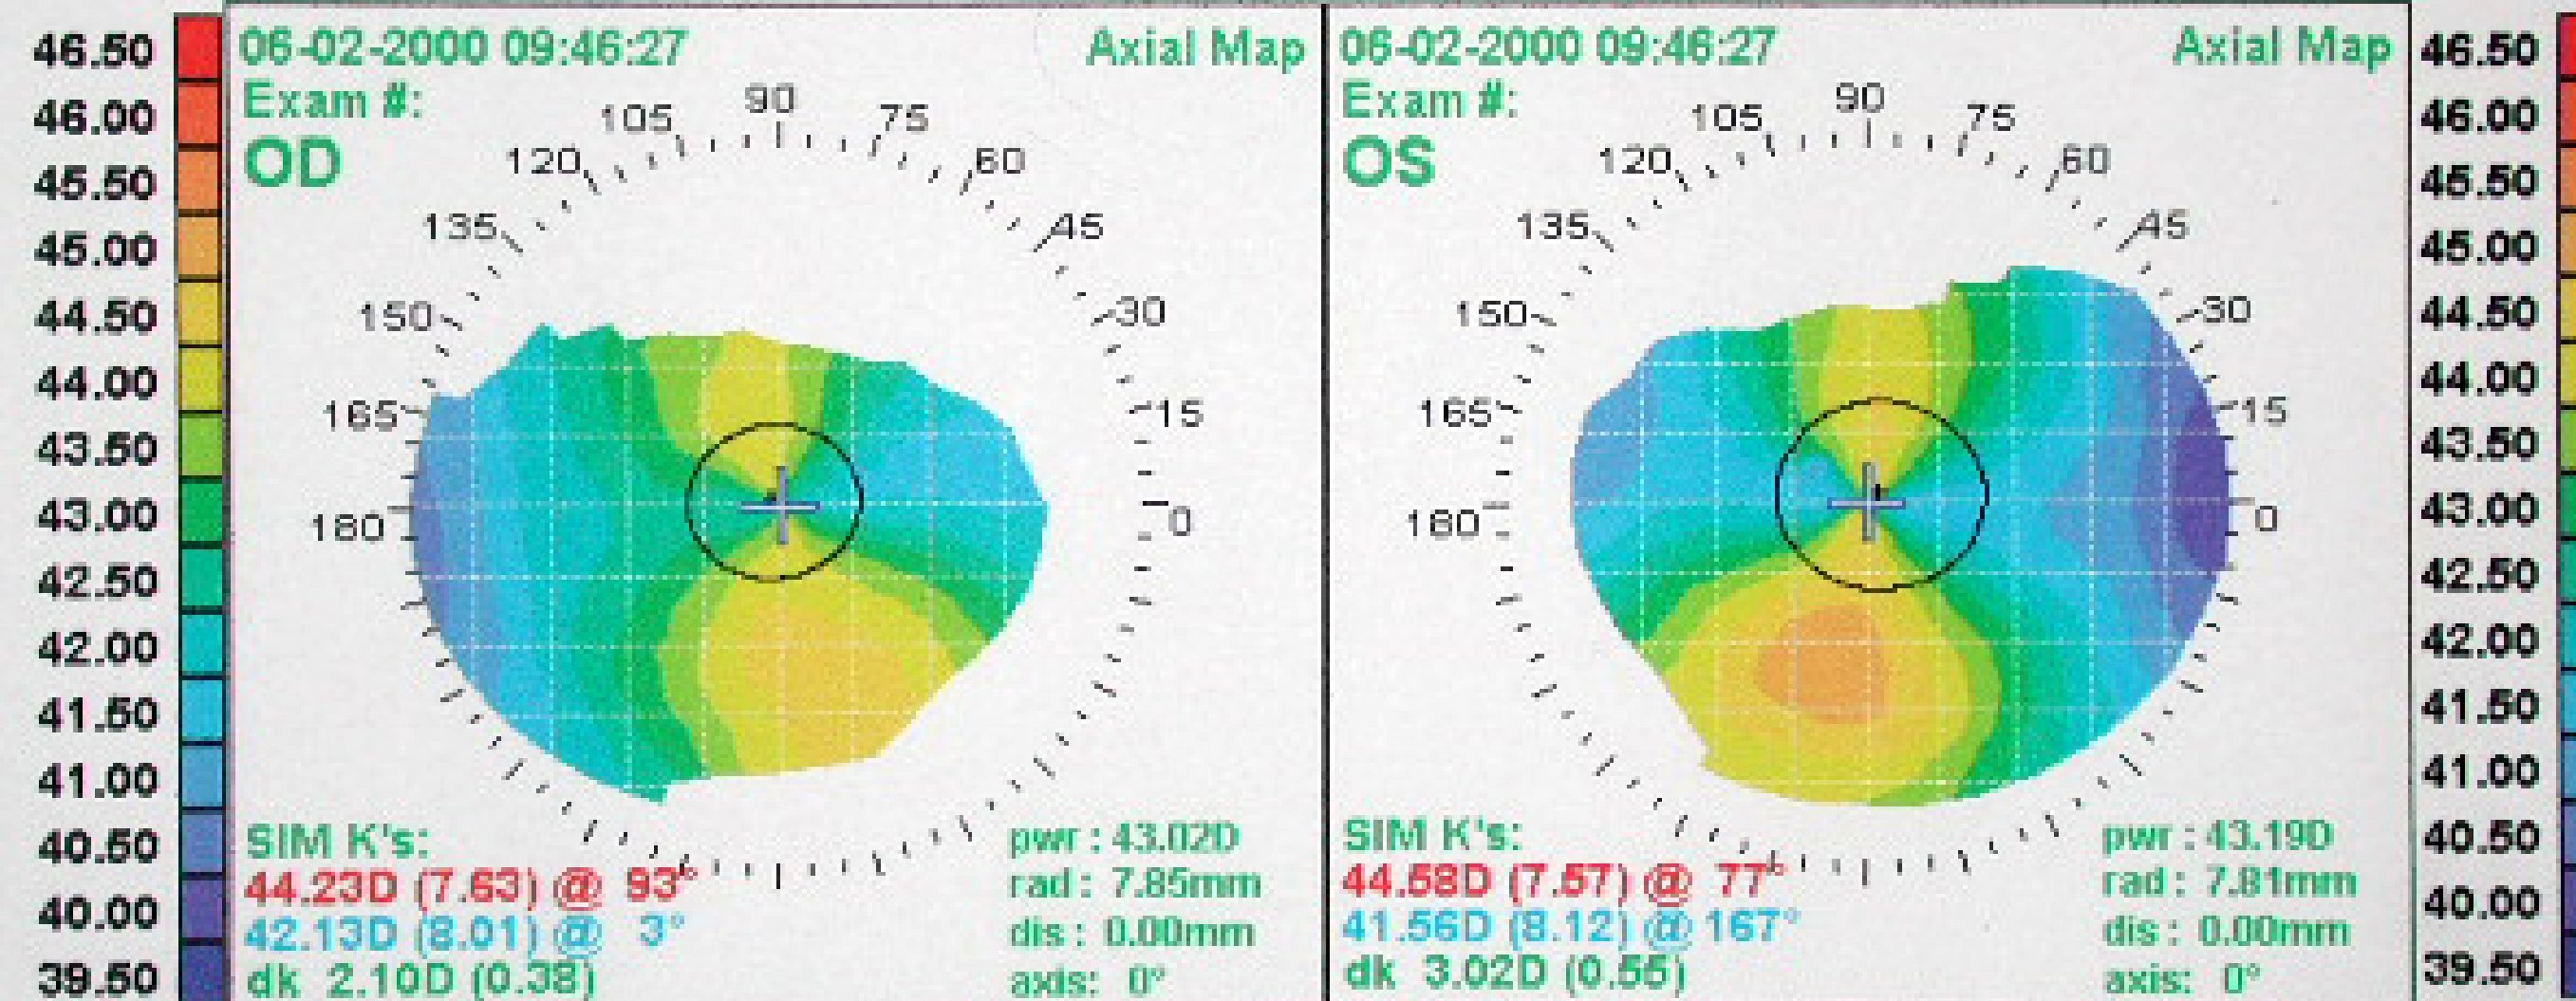 46.50
46.00
45.50
45.00
44.50
44.00
43.50
43.00
42.50
42.00
41.50
41.00
40.50
40.00
39.50
06-02-2000 09:46:27 Axial Map
Exam #:
OD
90
105 75
120 60
135 45
150 30
165 15
180 0
SIM K's:
44.23D (7.63) @ 93°
42.13D (8.01) @ 3°
dk 2.10D (0.38)
pwr : 43.02D
rad : 7.85mm
dis : 0.00mm
axis: 0°
06-02-2000 09:46:27 Axial Map
Exam #:
OS
90
105 75
120 60
135 45
150 30
165 15
180 0
SIM K's:
44.58D (7.57) @ 77°
41.56D (8.12) @ 167°
dk 3.02D (0.55)
pwr : 43.19D
rad : 7.81mm
dis : 0.00mm
axis: 0°
46.50
46.00
45.50
45.00
44.50
44.00
43.50
43.00
42.50
42.00
41.50
41.00
40.50
40.00
39.50